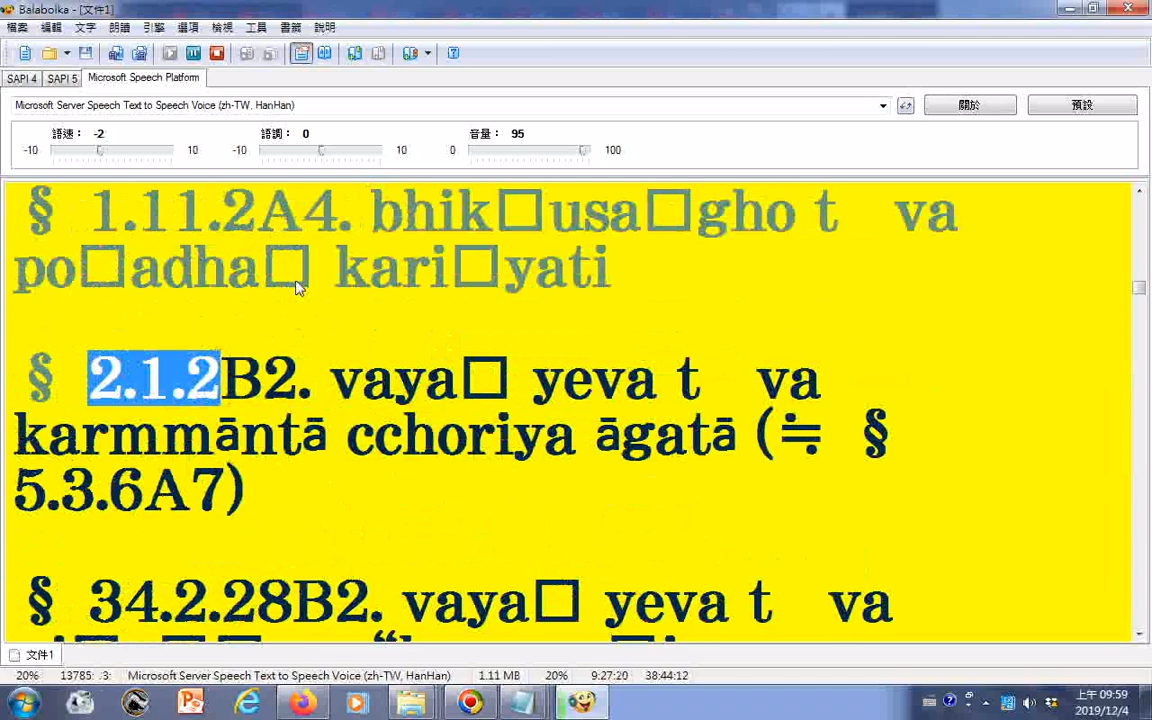 Balabolka - [文件1]
檔案 編輯 文字 朗讀 引擎 選項 檢視 工具 書籤 說明
SAPI 4 SAPI 5 Microsoft Speech Platform
Microsoft Server Speech Text to Speech Voice (zh-TW, HanHan) 關於 預設
語速： -2 語調： 0 音量： 95
-10 10 -10 10 0 100
§ 1.11.2A4. bhik□usa□gho t va
po□adha□ kari□yati
§ 2.1.2B2. vaya□ yeva t va
karmmāntā cchoriya āgatā (≒ §
5.3.6A7)
§ 34.2.28B2. vaya□ yeva t va
文件1
20% 13785: 3: Microsoft Server Speech Text to Speech Voice (zh-TW, HanHan) 1.11 MB 20% 9:27:20 38:44:12
上午 09:59
2019/12/4